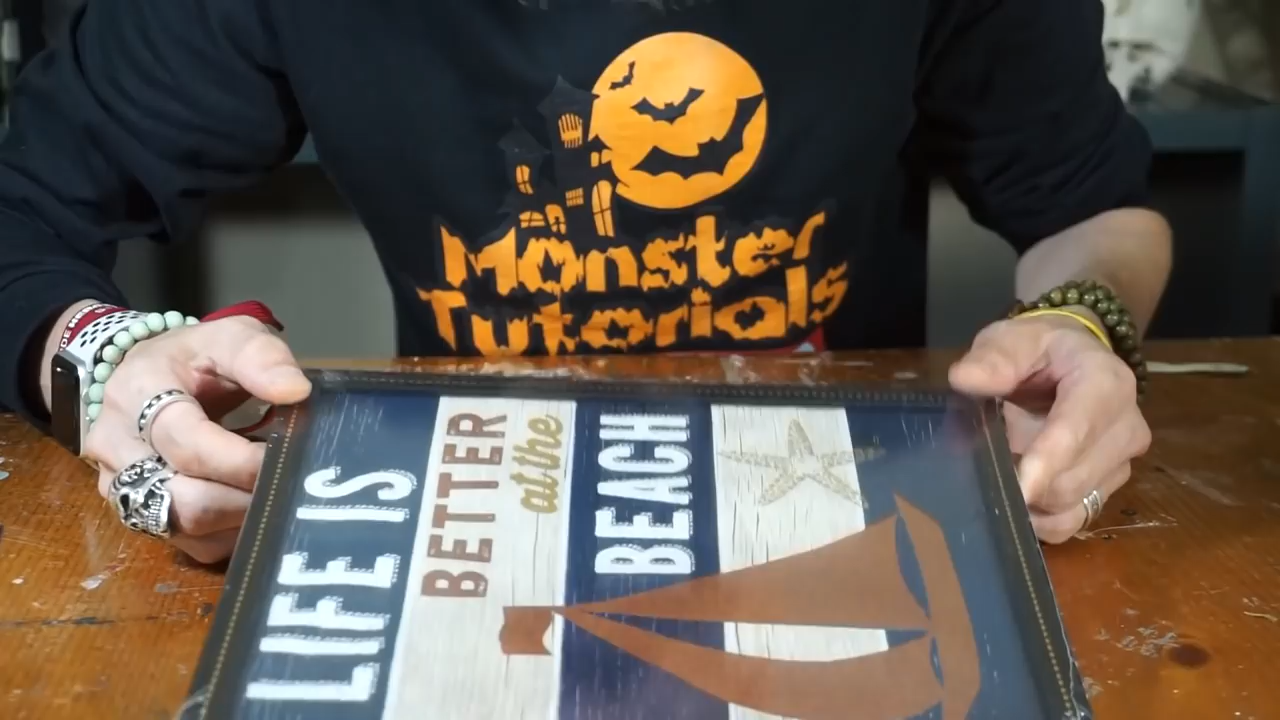 Monster
Tutorials
LIFE IS
BETTER
at the
BEACH